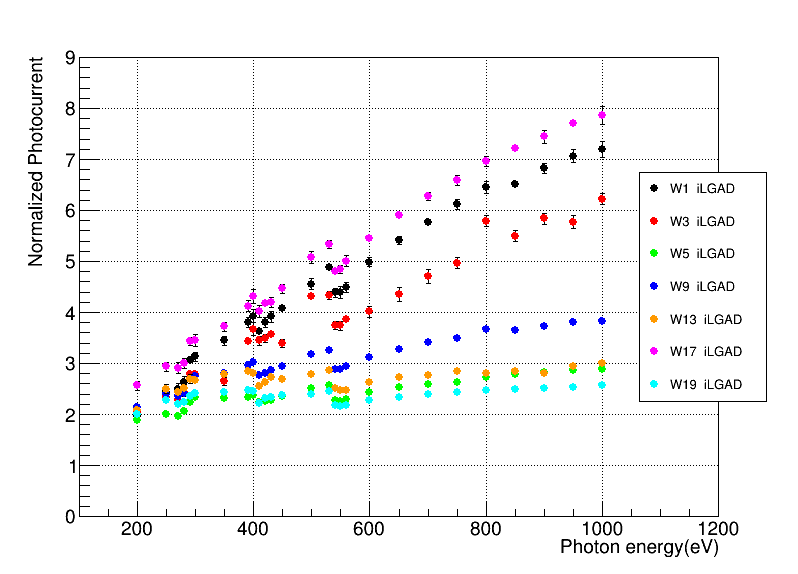 Normalized Photocurrent
9
8
7
6
5
4
3
2
1
0
200 400 600 800 1000 1200
Photon energy(eV)
W1 iLGAD
W3 iLGAD
W5 iLGAD
W9 iLGAD
W13 iLGAD
W17 iLGAD
W19 iLGAD